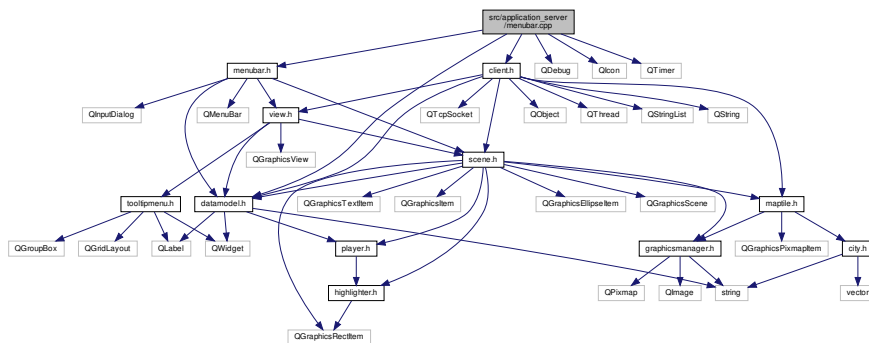 src/application_server
/menubar.cpp
menubar.h
client.h
QDebug
QIcon
QTimer
QInputDialog
QMenuBar
view.h
QTcpSocket
QObject
QThread
QStringList
QString
QGraphicsView
scene.h
tooltipmenu.h
datamodel.h
QGraphicsTextItem
QGraphicsItem
QGraphicsEllipseItem
QGraphicsScene
maptile.h
QGroupBox
QGridLayout
QLabel
QWidget
player.h
graphicsmanager.h
QGraphicsPixmapItem
city.h
highlighter.h
QPixmap
QImage
string
vector
QGraphicsRectItem